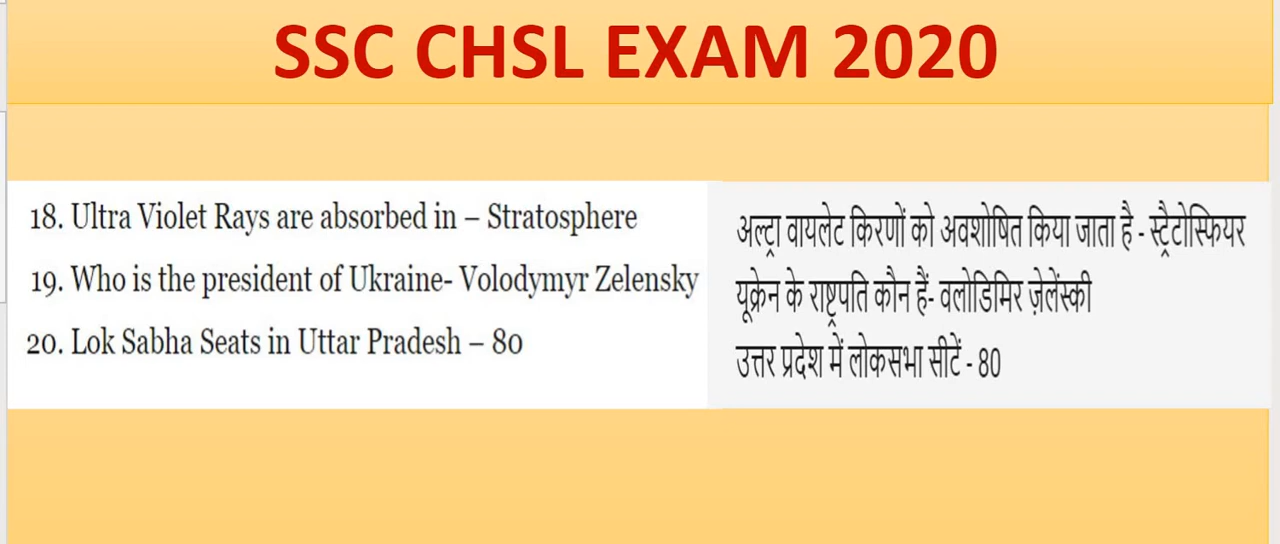 SSC CHSL EXAM 2020
18. Ultra Violet Rays are absorbed in – Stratosphere
19. Who is the president of Ukraine- Volodymyr Zelensky
20. Lok Sabha Seats in Uttar Pradesh – 80
अल्ट्रा वायलेट किरणों को अवशोषित किया जाता है - स्ट्रैटोस्फियर
यूक्रेन के राष्ट्रपति कौन हैं- वलोडिमिर ज़ेलेंस्की
उत्तर प्रदेश में लोकसभा सीटें - 80